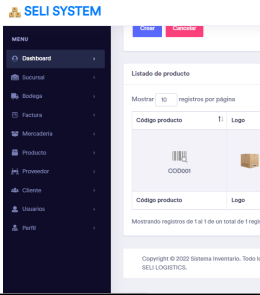 SELI SYSTEM
MENU
Dashboard
Sucursal
Bodega
Factura
Mercaderia
Producto
Proveedor
Cliente
Usuarios
Perfil
Crear Cancelar
Listado de producto
Mostrar 10 registros por página
Código producto Logo
COD001
Código producto Logo
Mostrando registros de 1 al 1 de un total de 1 regi
Copyright © 2022 Sistema Inventario. Todo lo
SELI LOGISTICS.